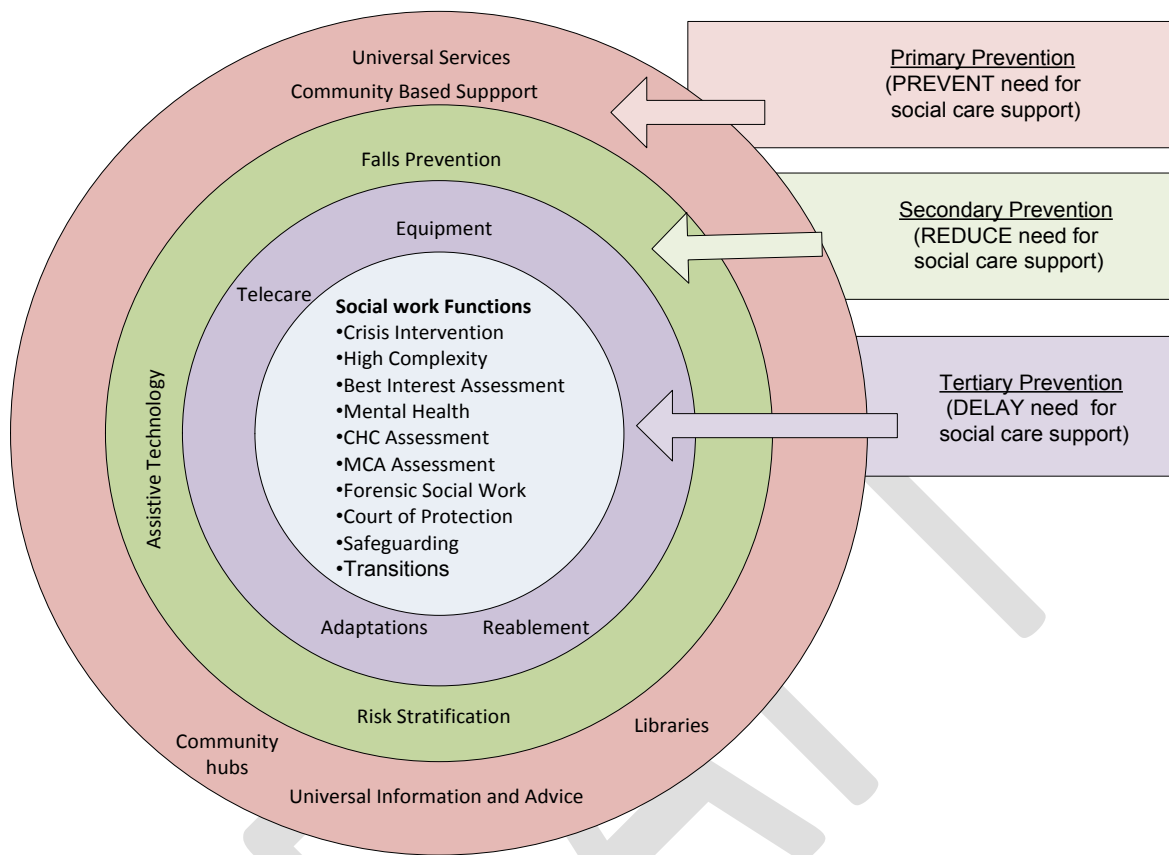 Universal Services
Community Based Suppport
Falls Prevention
Equipment
Telecare
Assistive Technology
Social work Functions
•Crisis Intervention
•High Complexity
•Best Interest Assessment
•Mental Health
•CHC Assessment
•MCA Assessment
•Forensic Social Work
•Court of Protection
•Safeguarding
•Transitions
Adaptations
Reablement
Risk Stratification
Libraries
Community
hubs
Universal Information and Advice
Primary Prevention
(PREVENT need for
social care support)
Secondary Prevention
(REDUCE need for
social care support)
Tertiary Prevention
(DELAY need for
social care support)